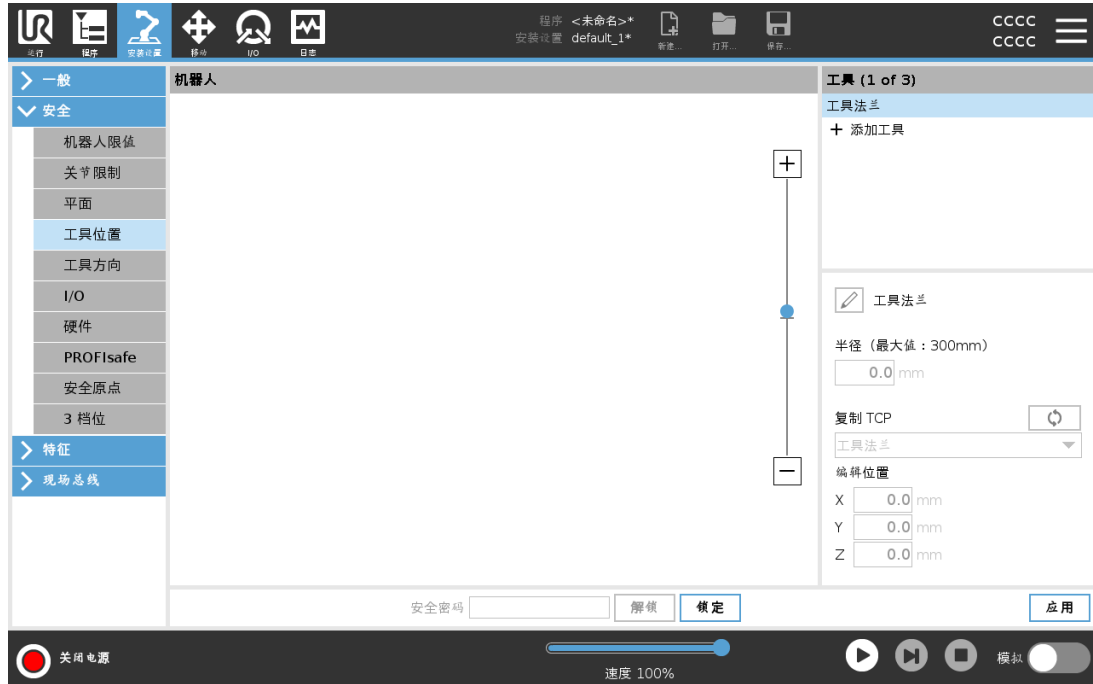 UR
运行
程序
安装设置
移动
I/O
日志
程序 <未命名>*
安装设置 default_1*
新建...
打开...
保存...
CCCC
CCCC
一般
安全
机器人限值
关节限制
平面
工具位置
工具方向
I/O
硬件
PROFIsafe
安全原点
3 档位
特征
现场总线
机器人
工具 (1 of 3)
工具法兰
添加工具
工具法兰
半径（最大值：300mm）
0.0 mm
复制 TCP
工具法兰
编辑位置
X 0.0 mm
Y 0.0 mm
Z 0.0 mm
安全密码 解锁 锁定 应用
关闭电源
速度 100%
模拟